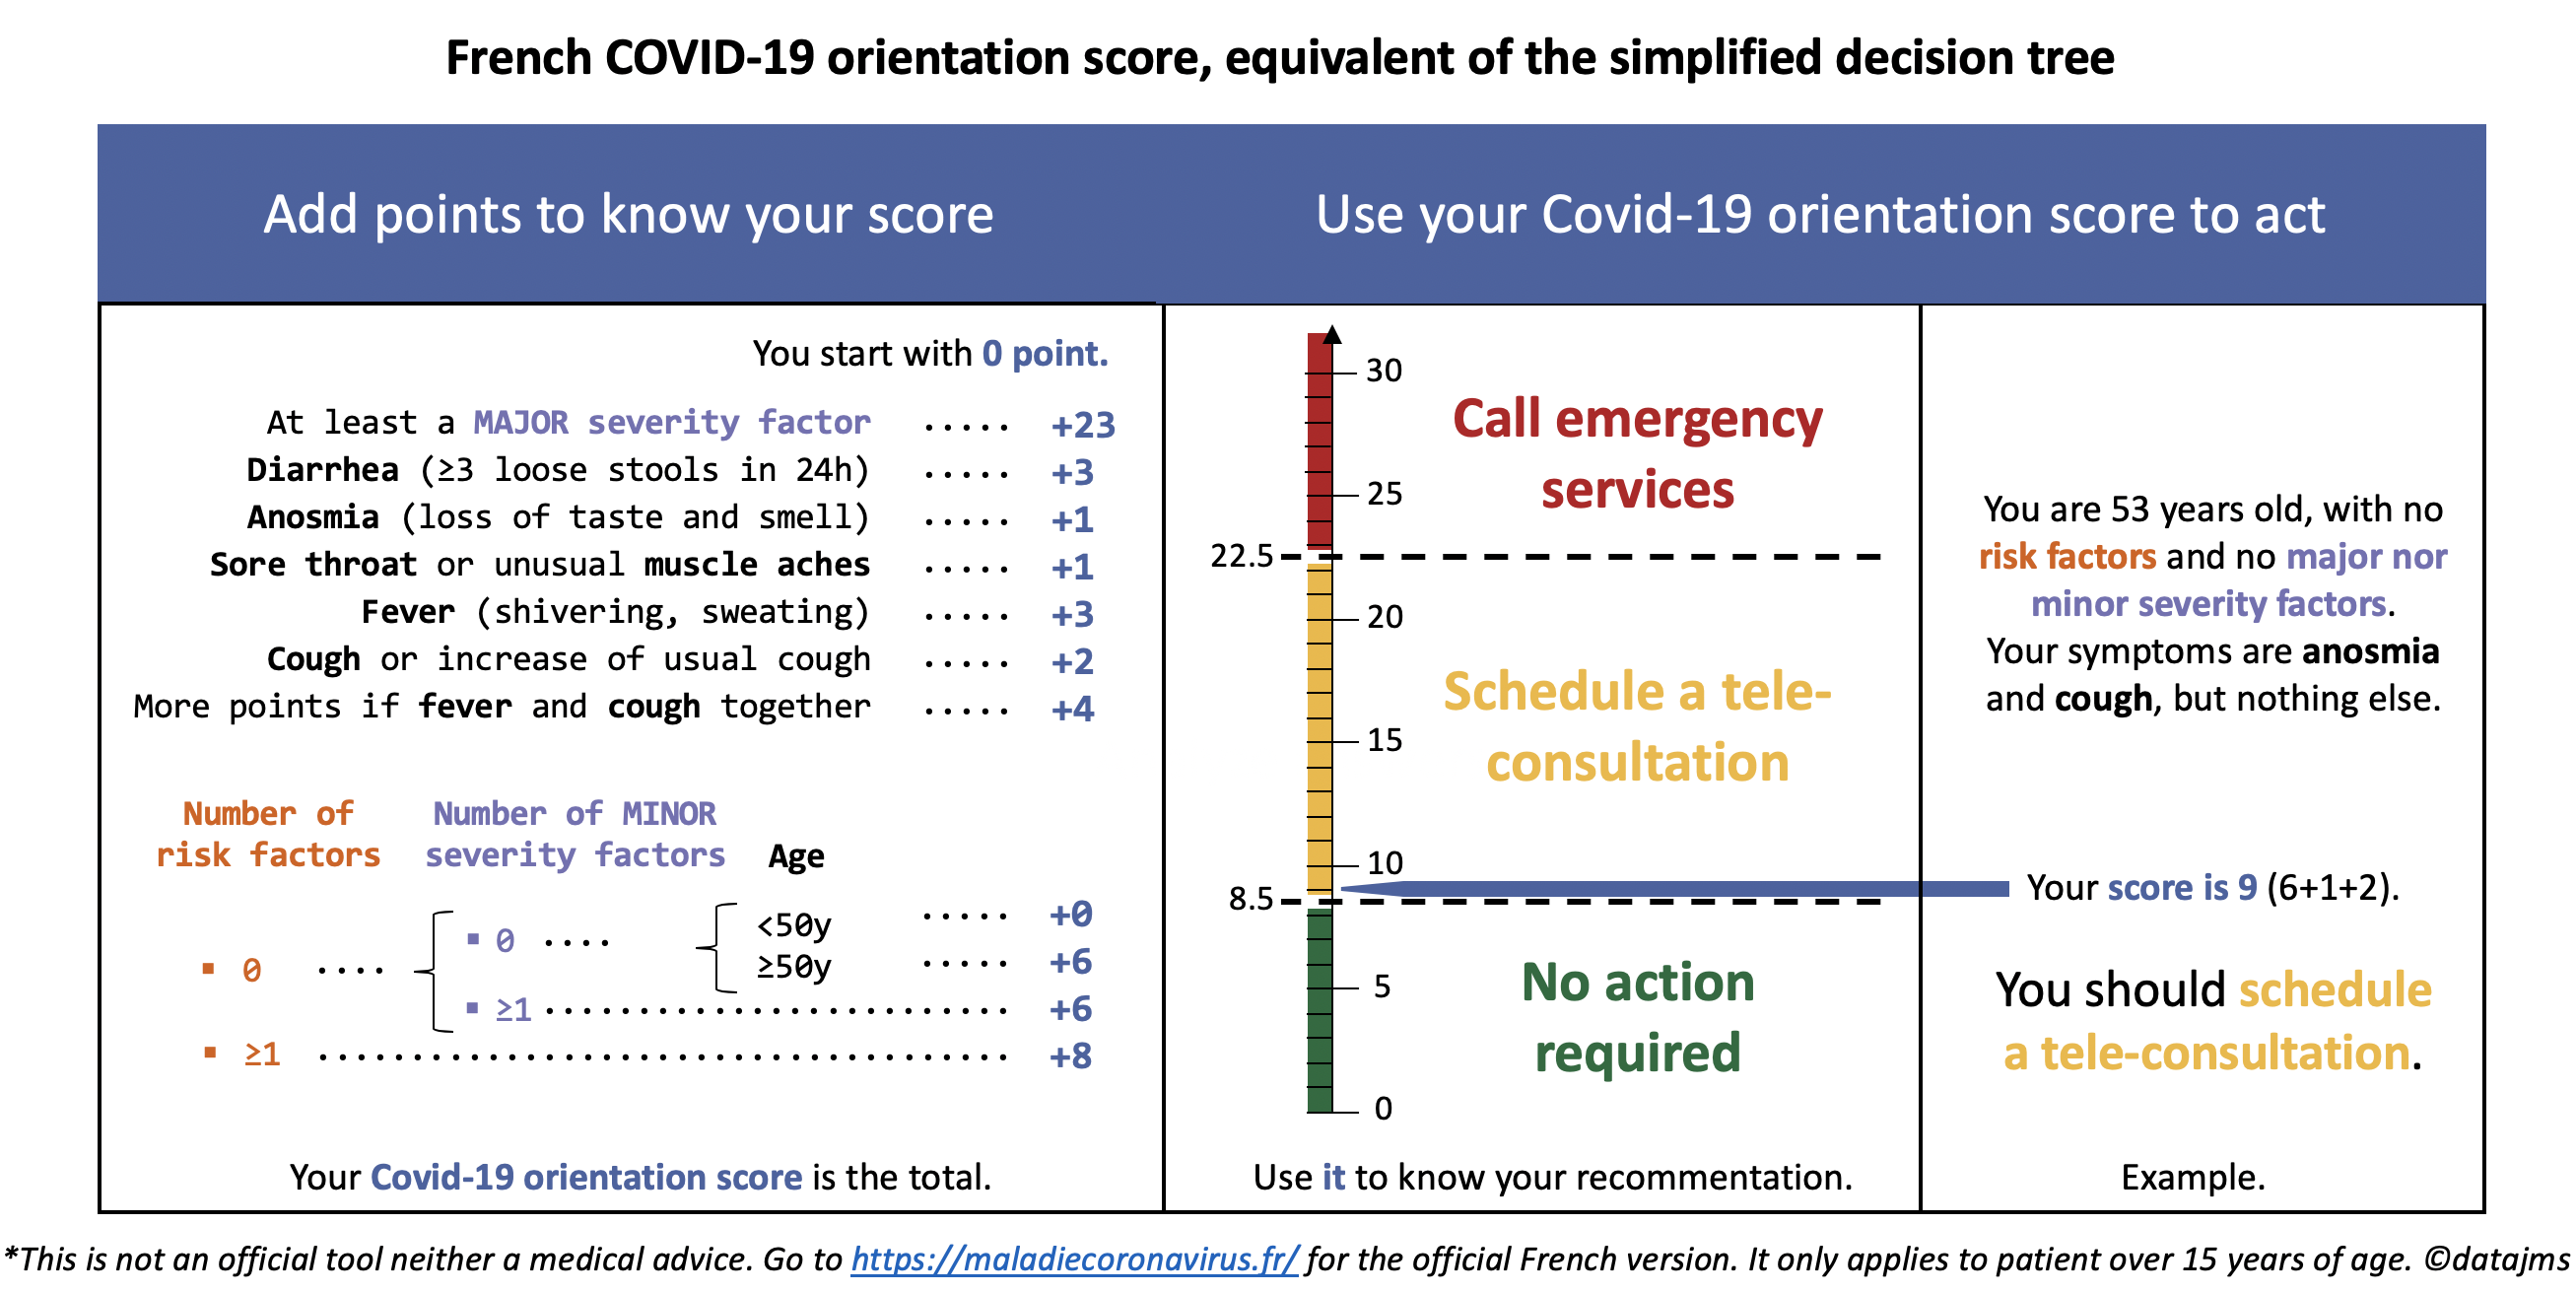 French COVID-19 orientation score, equivalent of the simplified decision tree
Add points to know your score
Use your Covid-19 orientation score to act
You start with 0 point.
At least a MAJOR severity factor ..... +23
Diarrhea (≥3 loose stools in 24h) ..... +3
Anosmia (loss of taste and smell) ..... +1
Sore throat or unusual muscle aches ..... +1
Fever (shivering, sweating) ..... +3
Cough or increase of usual cough ..... +2
More points if fever and cough together ..... +4
Number of
risk factors
Number of MINOR
severity factors
Age
▪ 0 ....
▪ 0 ....
<50y ..... +0
≥50y ..... +6
▪ ≥1 ........................ +6
▪ ≥1 .................................... +8
Your Covid-19 orientation score is the total.
30
25
22.5
20
15
10
8.5
5
0
Call emergency
services
Schedule a tele-
consultation
No action
required
Use it to know your recommentation.
You are 53 years old, with no
risk factors and no major nor
minor severity factors.
Your symptoms are anosmia
and cough, but nothing else.
Your score is 9 (6+1+2).
You should schedule
a tele-consultation.
Example.
*This is not an official tool neither a medical advice. Go to https://maladiecoronavirus.fr/ for the official French version. It only applies to patient over 15 years of age. ©datajms